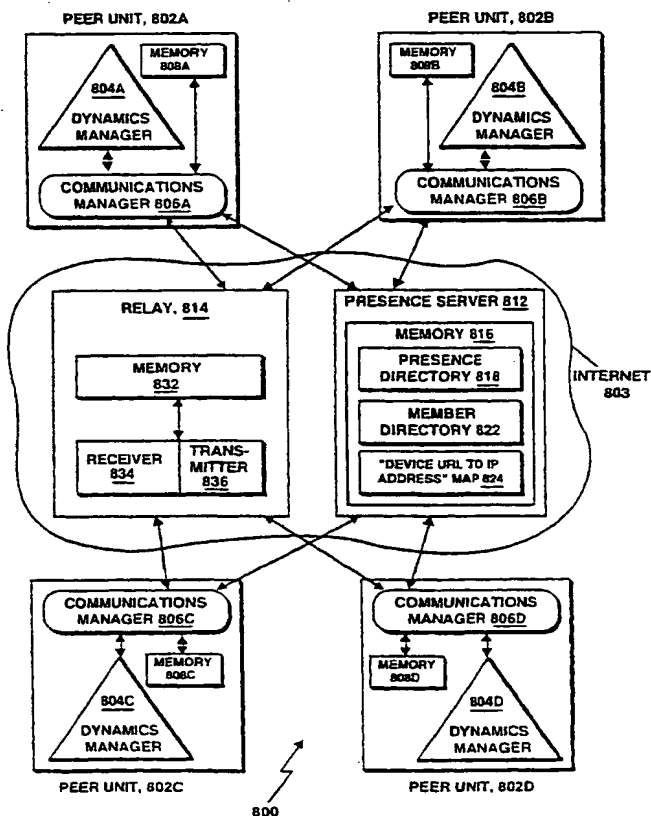 PEER UNIT, 802A
MEMORY
808A
804A
DYNAMICS
MANAGER
COMMUNICATIONS
MANAGER 806A
PEER UNIT, 802B
MEMORY
808B
804B
DYNAMICS
MANAGER
COMMUNICATIONS
MANAGER 806B
RELAY, 814
MEMORY
832
RECEIVER
834
TRANS-
MITTER
836
PRESENCE SERVER 812
MEMORY 816
PRESENCE
DIRECTORY 818
MEMBER
DIRECTORY 822
"DEVICE URL TO IP
ADDRESS" MAP 824
INTERNET
803
COMMUNICATIONS
MANAGER 806C
MEMORY
808C
804C
DYNAMICS
MANAGER
PEER UNIT, 802C
COMMUNICATIONS
MANAGER 806D
MEMORY
808D
804D
DYNAMICS
MANAGER
PEER UNIT, 802D
800